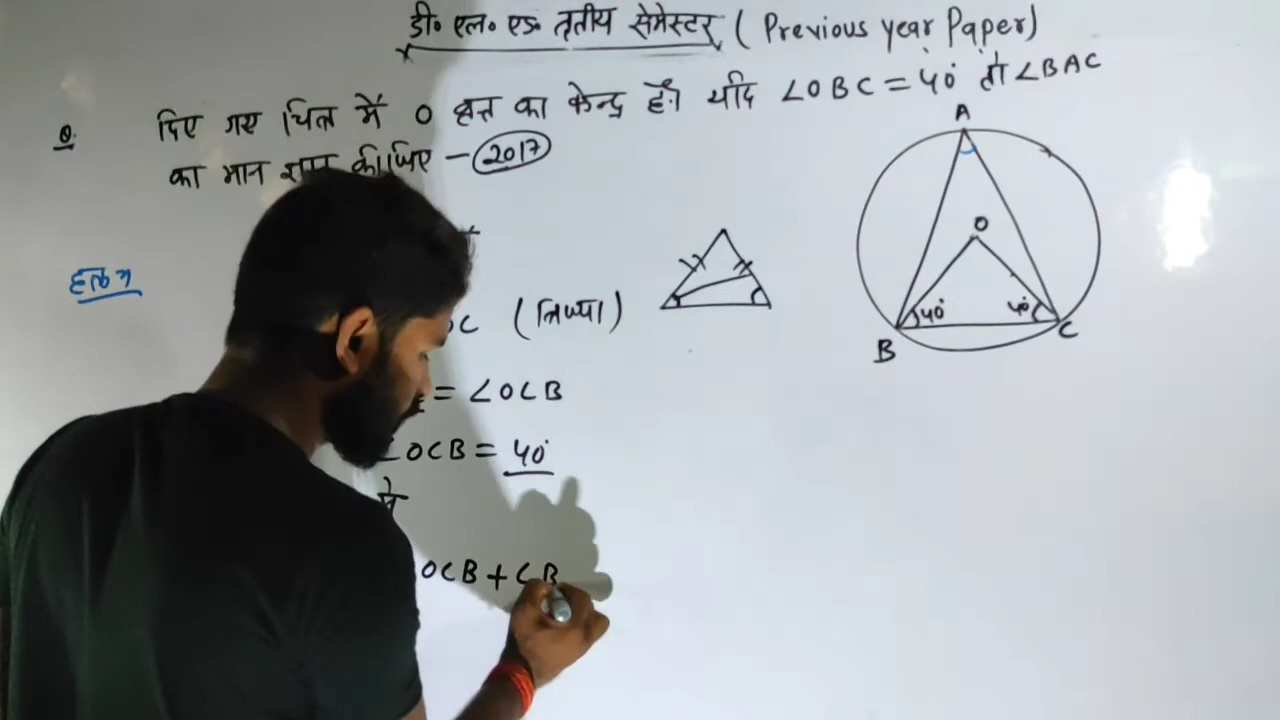 डी० एल० एड० तृतीय सेमेस्टर ( Previous year Paper)
Q. दिए गए चित्र में O वृत्त का केन्द्र है। यदि ∠OBC = 40° तो ∠BAC
का मान ज्ञात कीजिए - 2017
हल:
OC (त्रिज्या)
= ∠OCB
∠OCB = 40°
में
OCB + ∠B
A
O
40° 40°
B C